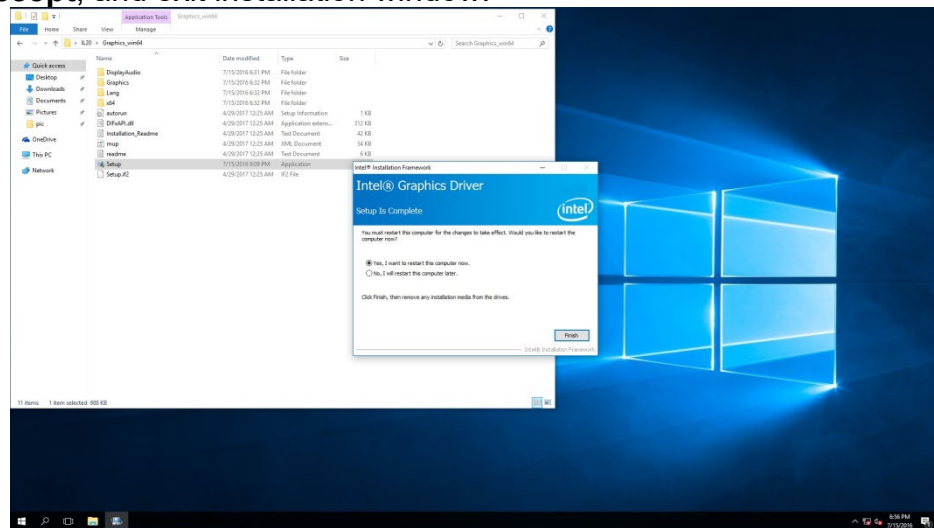 accept, and exit installation window.
Application Tools Graphics_win64
File Home Share View Manage
8,20 › Graphics_win64 Search Graphics_win64
Name Date modified Type Size
Quick access
Desktop
Downloads
Documents
Pictures
pic
OneDrive
This PC
Network
DisplayAudio 7/15/2016 6:31 PM File folder
Graphics 7/15/2016 6:32 PM File folder
Lang 7/15/2016 6:32 PM File folder
x64 7/15/2016 6:32 PM File folder
autorun 4/29/2017 12:25 AM Setup Information 1 KB
DIFxAPI.dll 4/29/2017 12:25 AM Application extens... 312 KB
Installation_Readme 4/29/2017 12:25 AM Text Document 42 KB
mup 4/29/2017 12:25 AM XML Document 54 KB
readme 4/29/2017 12:25 AM Text Document 6 KB
Setup 7/15/2016 9:09 PM Application
Setup.if2 4/29/2017 12:25 AM IF2 File
Intel® Installation Framework
Intel® Graphics Driver
Setup Is Complete
intel
You must restart this computer for the changes to take effect. Would you like to restart the
computer now?
Yes, I want to restart this computer now.
No, I will restart this computer later.
Click Finish, then remove any installation media from the drives.
Finish
Intel® Installation Framework
11 items 1 item selected 988 KB
6:56 PM
7/15/2016